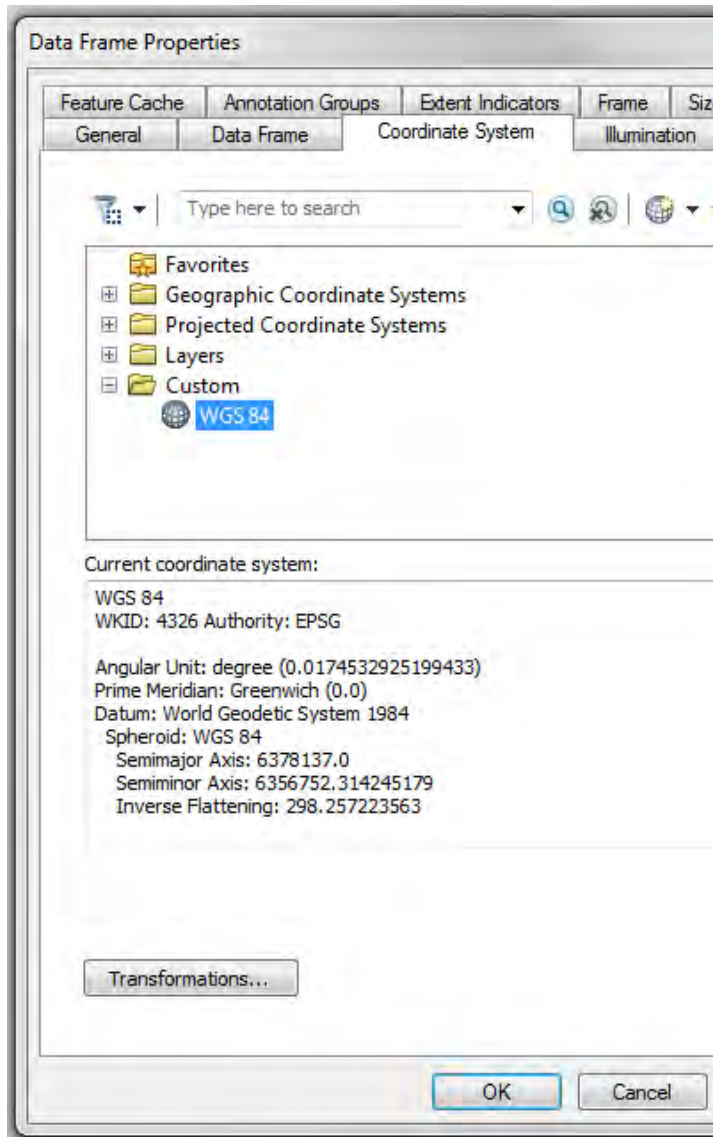 Data Frame Properties
Feature Cache Annotation Groups Extent Indicators Frame Siz
General Data Frame Coordinate System Illumination
Type here to search
Favorites
Geographic Coordinate Systems
Projected Coordinate Systems
Layers
Custom
WGS 84
Current coordinate system:
WGS 84
WKID: 4326 Authority: EPSG
Angular Unit: degree (0.0174532925199433)
Prime Meridian: Greenwich (0.0)
Datum: World Geodetic System 1984
Spheroid: WGS 84
Semimajor Axis: 6378137.0
Semiminor Axis: 6356752.314245179
Inverse Flattening: 298.257223563
Transformations...
OK Cancel